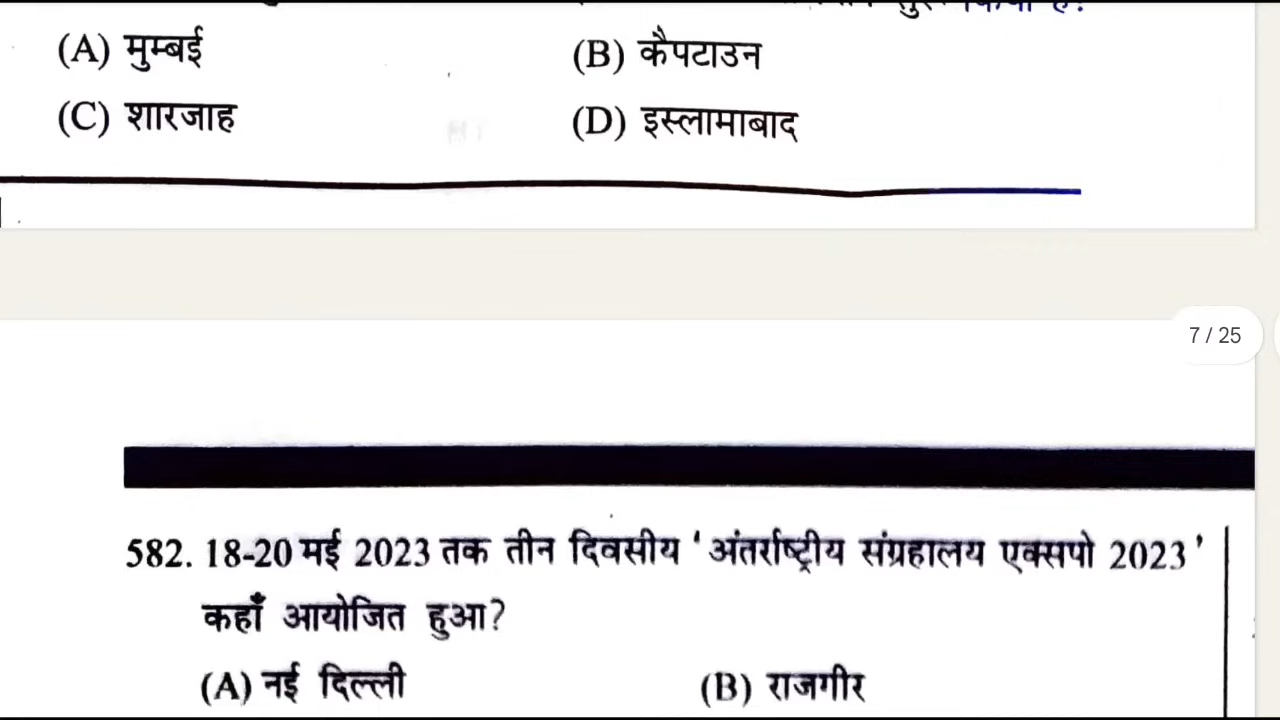 (A) मुम्बई (B) कैपटाउन
(C) शारजाह (D) इस्लामाबाद
7 / 25
582. 18-20 मई 2023 तक तीन दिवसीय ‘अंतर्राष्ट्रीय संग्रहालय एक्सपो 2023’
कहाँ आयोजित हुआ?
(A) नई दिल्ली (B) राजगीर